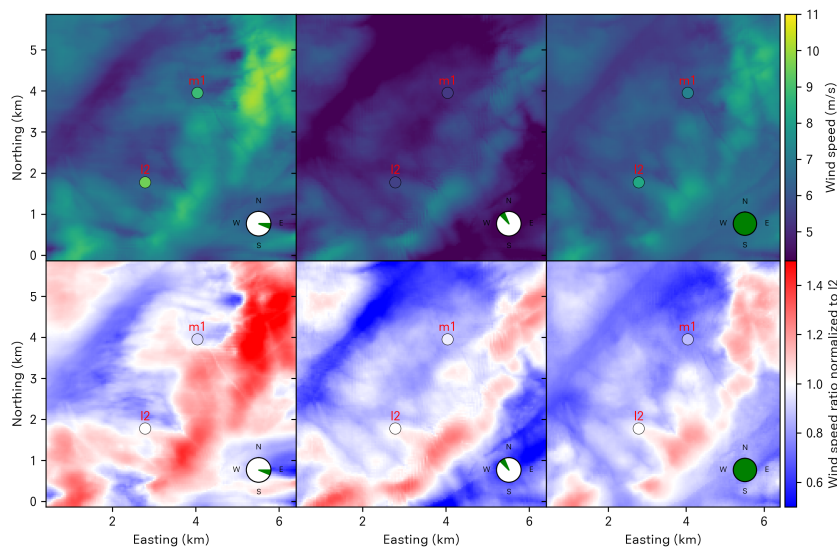 5
4
3
2
1
0
Northing (km)
m1
l2
N
W
E
S
m1
l2
N
W
E
S
m1
2
N
W
E
S
11
10
9
8
7
6
5
Wind speed (m/s)
5
4
3
2
1
0
Northing (km)
m1
l2
N
W
E
S
m1
l2
N
W
E
S
m1
l2
N
W
E
S
1.4
1.2
1.0
0.8
0.6
Wind speed ratio normalized to l2
2
4
6
2
4
6
2
4
6
Easting (km)
Easting (km)
Easting (km)